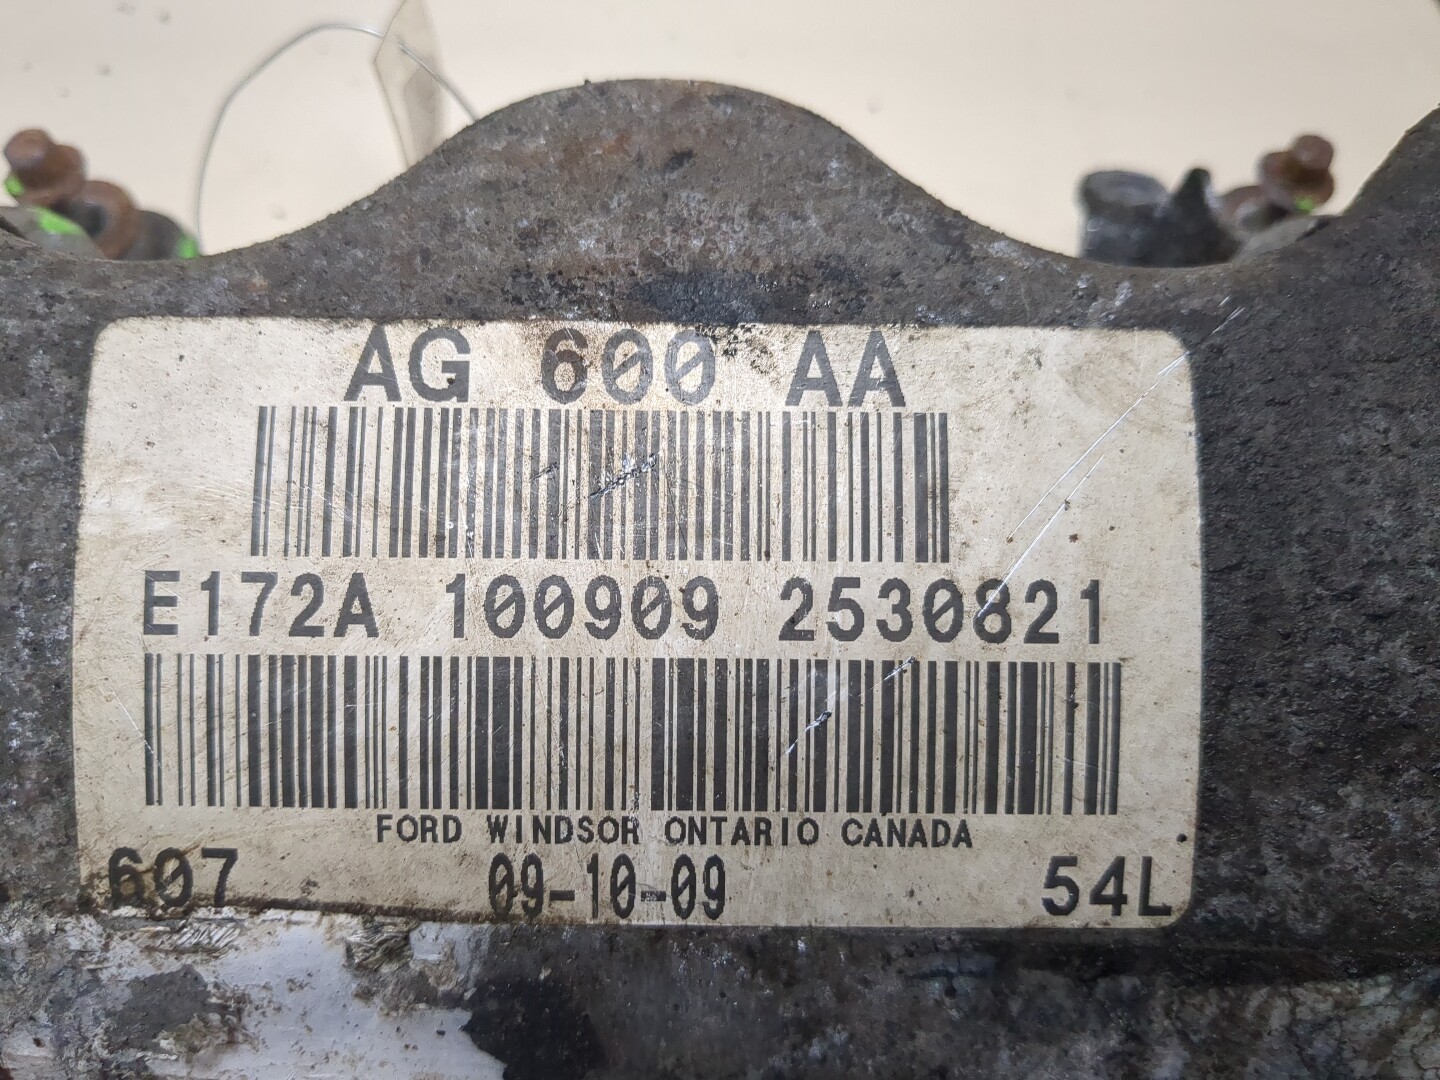 AG 600 AA
E172A 100909 2530821
FORD WINDSOR ONTARIO CANADA
607 09-10-09 54L